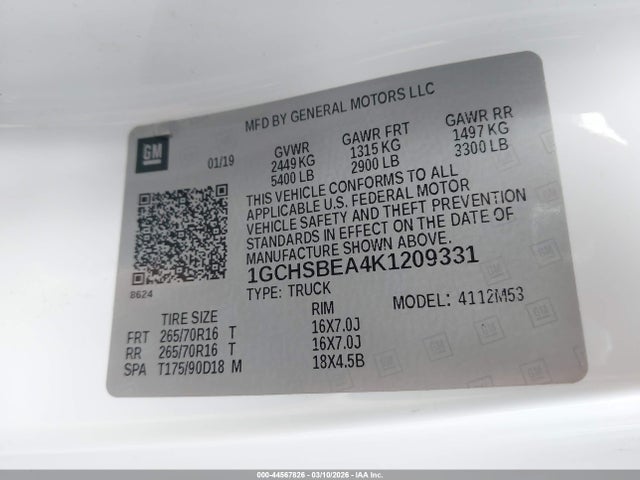 MFD BY GENERAL MOTORS LLC
GM
01/19
GVWR GAWR FRT GAWR RR
2449 KG 1315 KG 1497 KG
5400 LB 2900 LB 3300 LB
THIS VEHICLE CONFORMS TO ALL
APPLICABLE U.S. FEDERAL MOTOR
VEHICLE SAFETY AND THEFT PREVENTION
STANDARDS IN EFFECT ON THE DATE OF
MANUFACTURE SHOWN ABOVE.
1GCHSBEA4K1209331
8624
TYPE: TRUCK MODEL: 4112M53
TIRE SIZE RIM
FRT 265/70R16 T 16X7.0J
RR 265/70R16 T 16X7.0J
SPA T175/90D18 M 18X4.5B
000-44567826 - 03/10/2026 - IAA Inc.